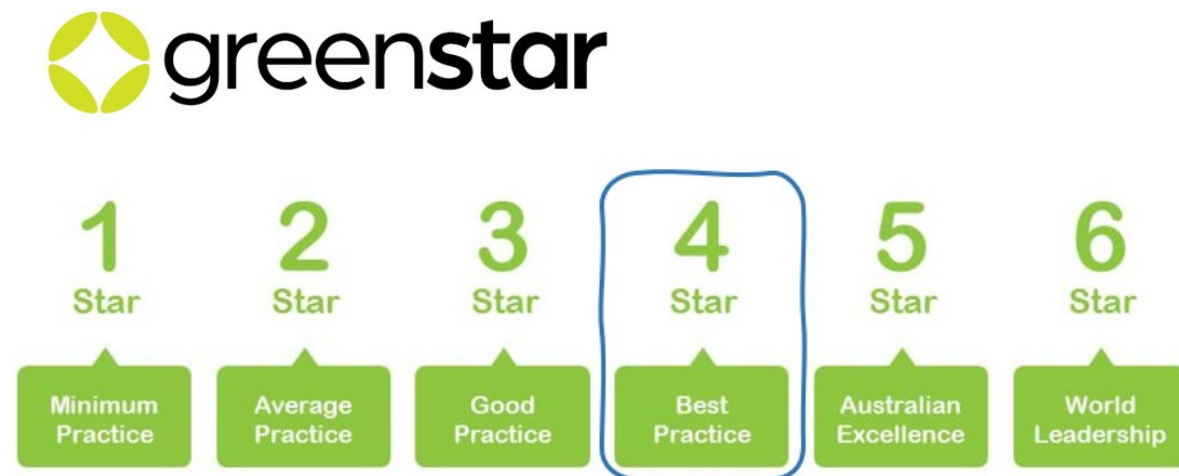 greenstar
1 2 3 4 5 6
Star Star Star Star Star Star
Minimum Average Good Best Australian World
Practice Practice Practice Practice Excellence Leadership